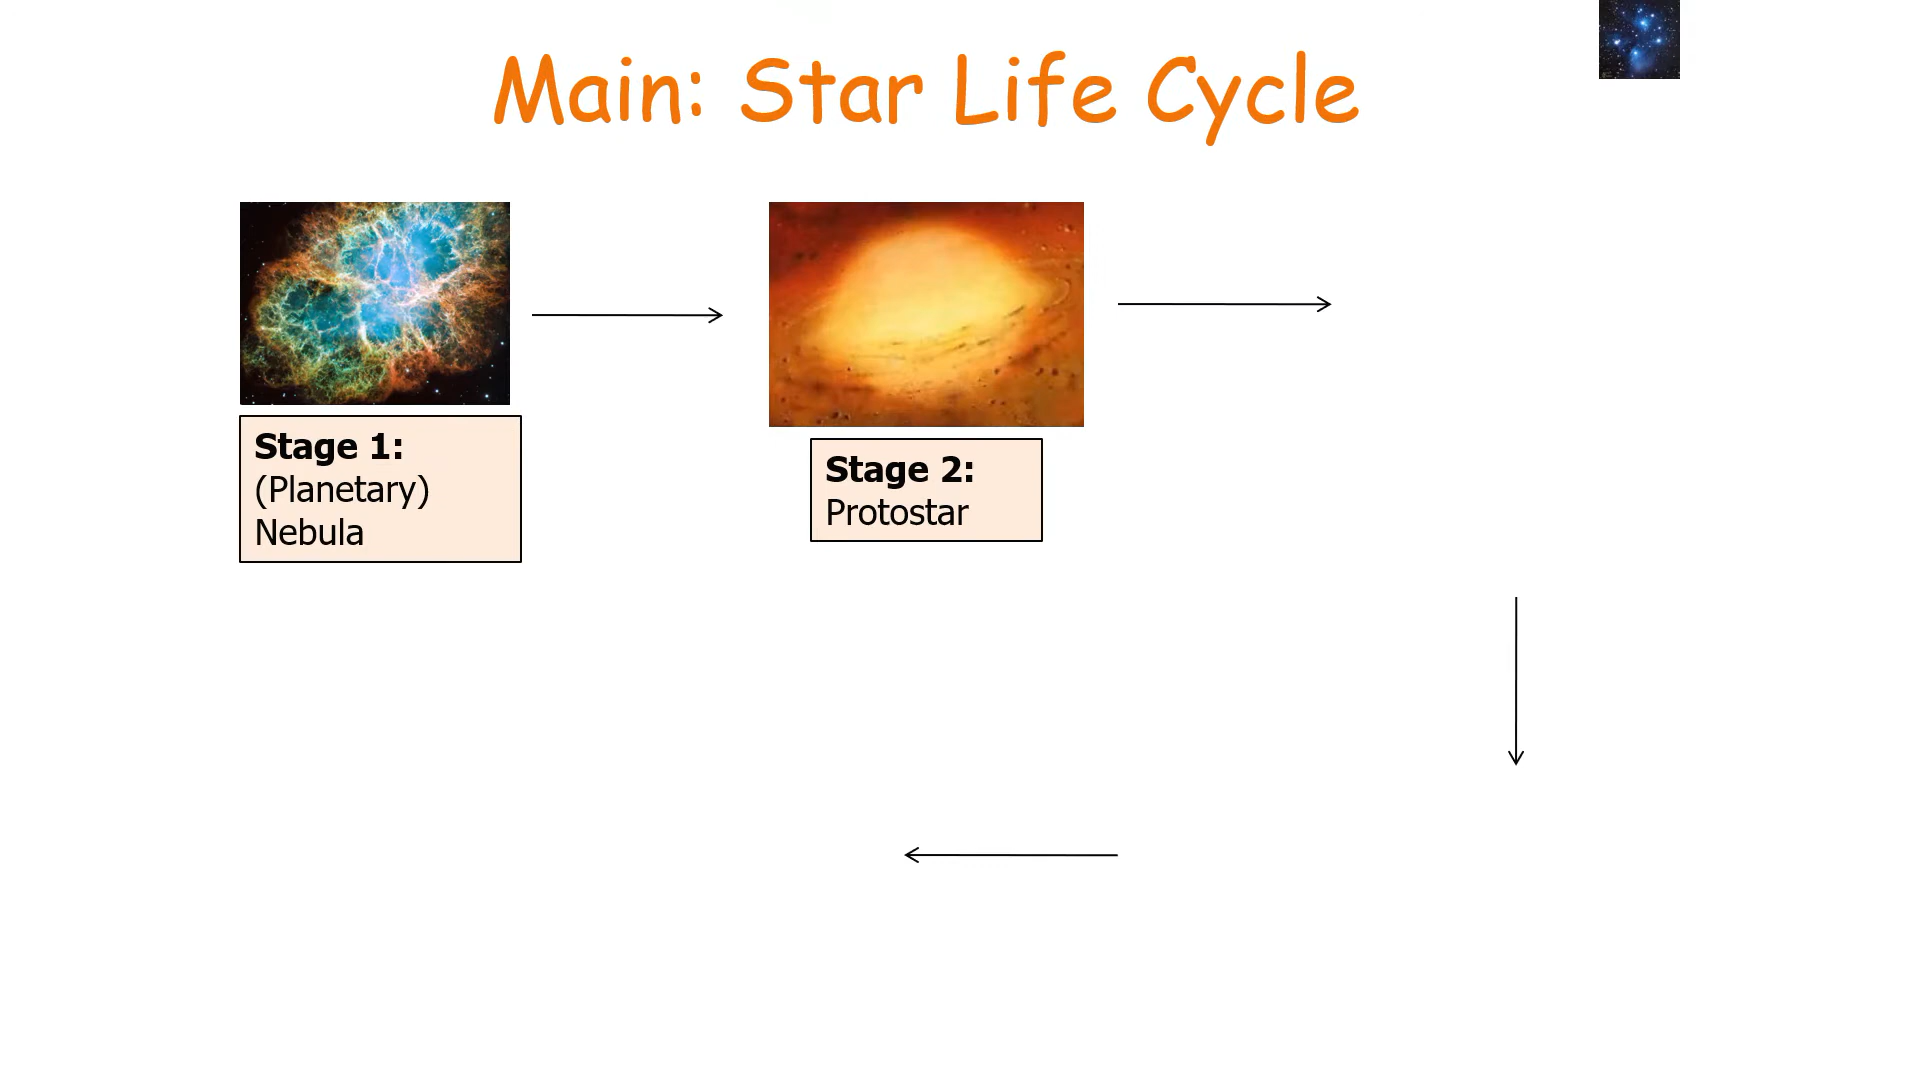 Main: Star Life Cycle
Stage 1:
(Planetary)
Nebula
Stage 2:
Protostar